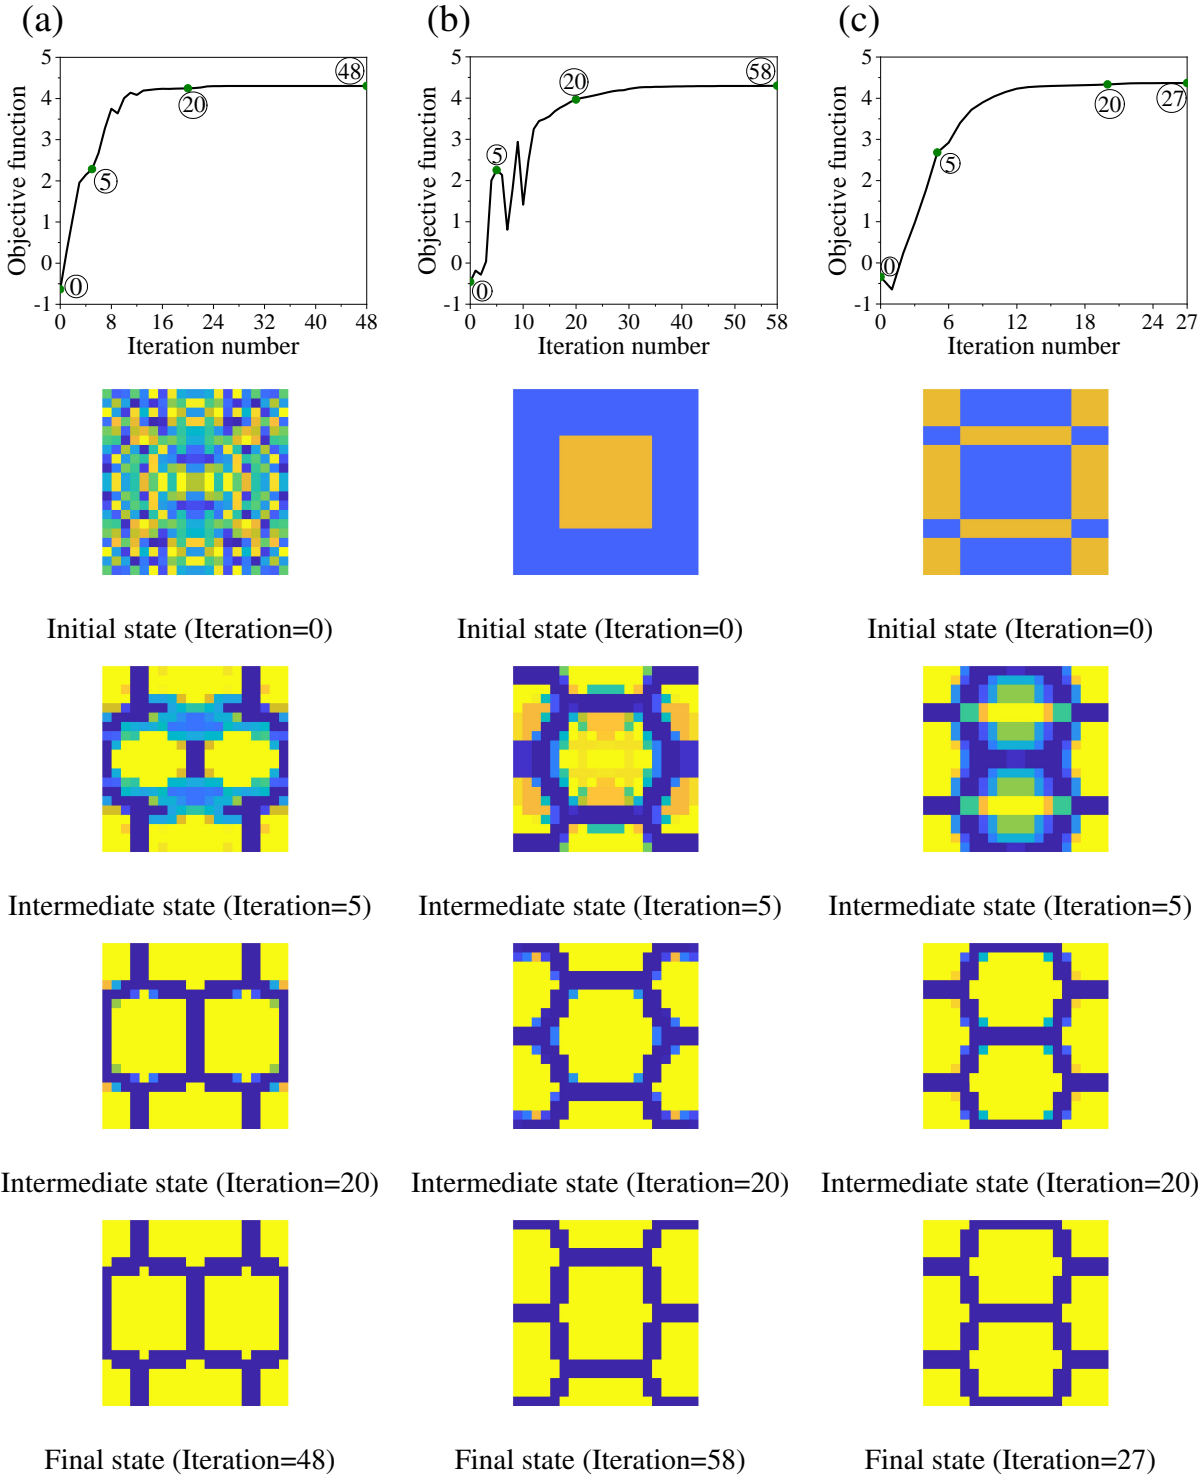 (a)
5
4
3
2
1
0
-1
Objective function
0
5
20
48
0 8 16 24 32 40 48
Iteration number
(b)
5
4
3
2
1
0
-1
Objective function
0
5
20
58
0 10 20 30 40 50 58
Iteration number
(c)
5
4
3
2
1
0
-1
Objective function
0
5
20
27
0 6 12 18 24 27
Iteration number
Initial state (Iteration=0)
Initial state (Iteration=0)
Initial state (Iteration=0)
Intermediate state (Iteration=5)
Intermediate state (Iteration=5)
Intermediate state (Iteration=5)
Intermediate state (Iteration=20)
Intermediate state (Iteration=20)
Intermediate state (Iteration=20)
Final state (Iteration=48)
Final state (Iteration=58)
Final state (Iteration=27)